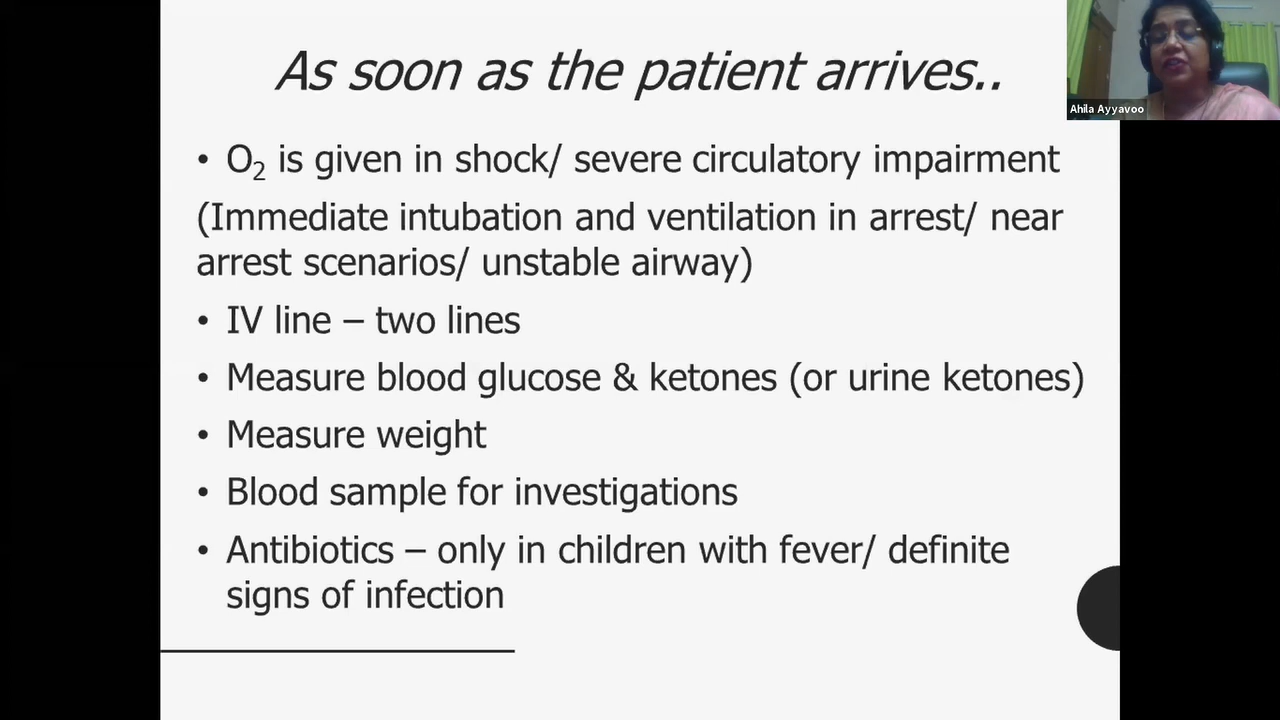 As soon as the patient arrives..
Ahila Ayyavoo
• O₂ is given in shock/ severe circulatory impairment
(Immediate intubation and ventilation in arrest/ near
arrest scenarios/ unstable airway)
• IV line – two lines
• Measure blood glucose & ketones (or urine ketones)
• Measure weight
• Blood sample for investigations
• Antibiotics – only in children with fever/ definite
signs of infection